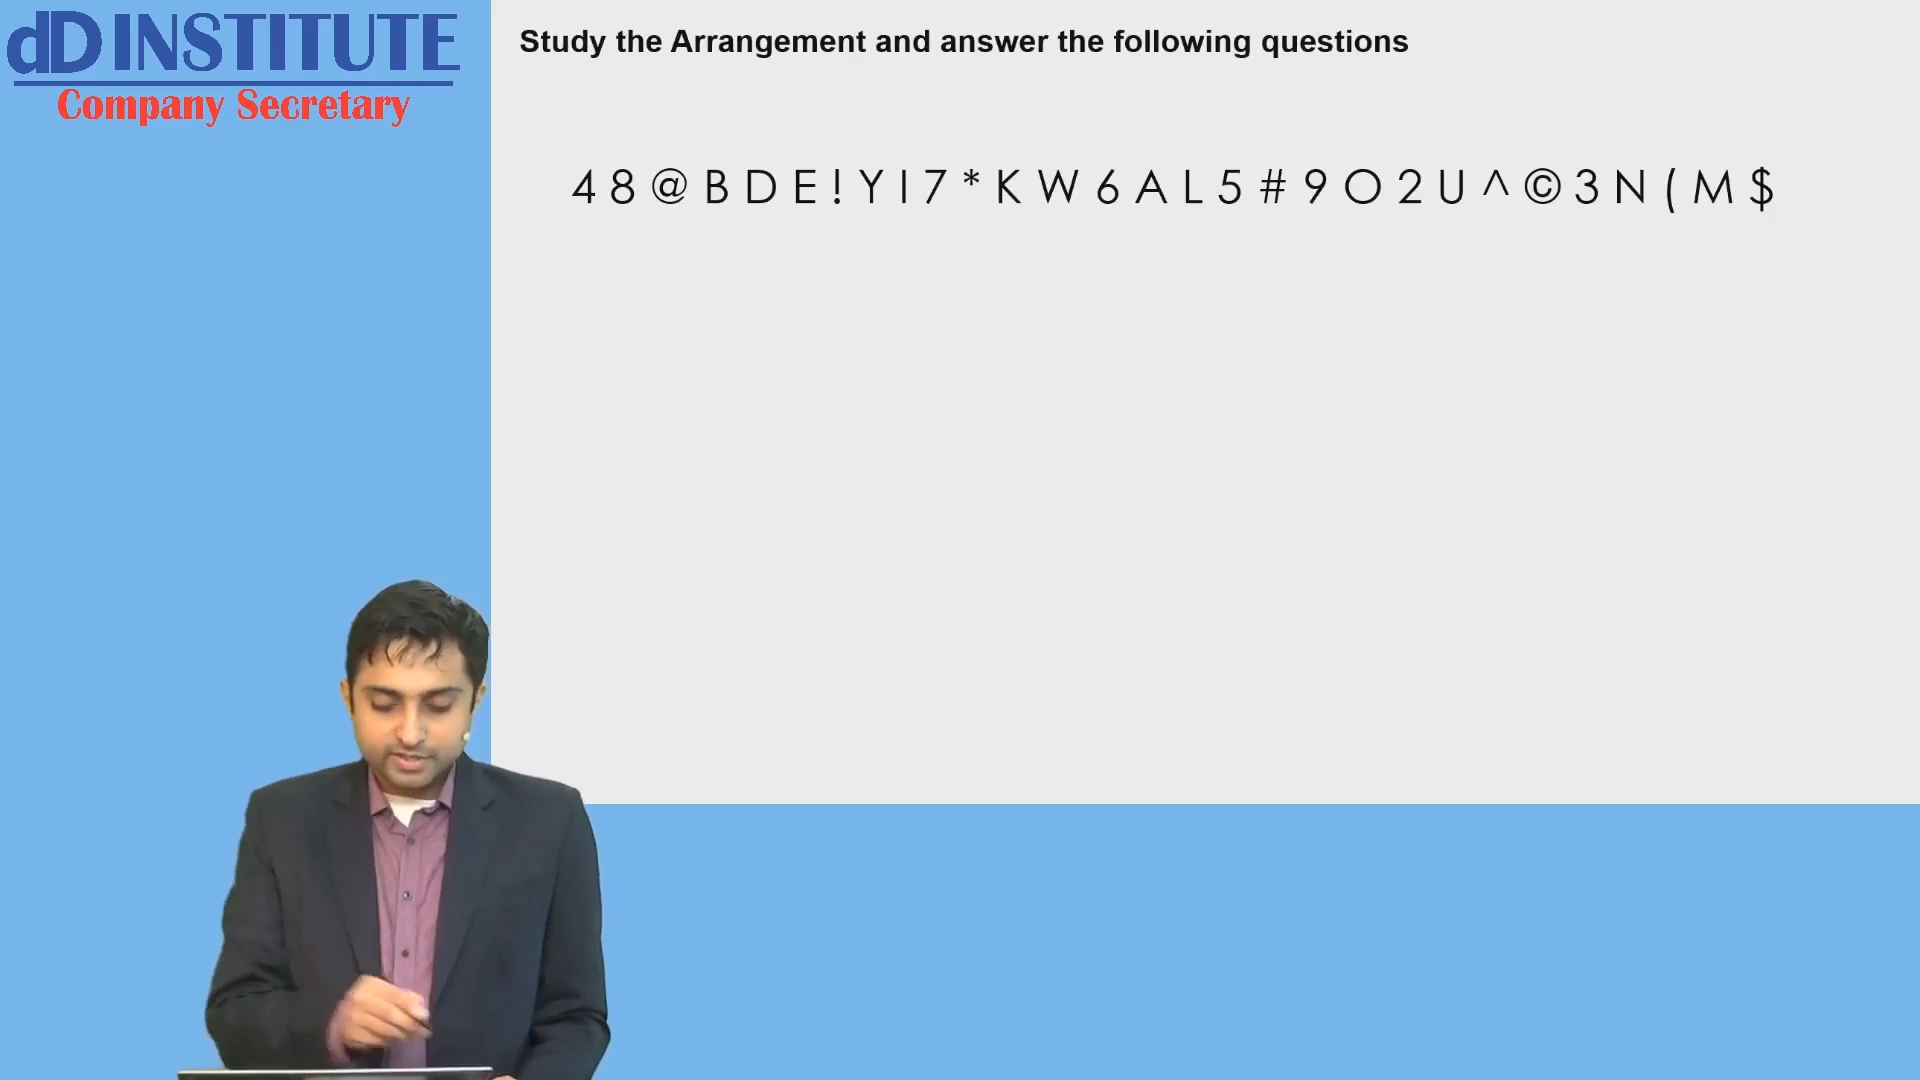 dD INSTITUTE
Company Secretary
Study the Arrangement and answer the following questions
4 8 @ B D E ! Y I 7 * K W 6 A L 5 # 9 O 2 U ^ © 3 N ( M $